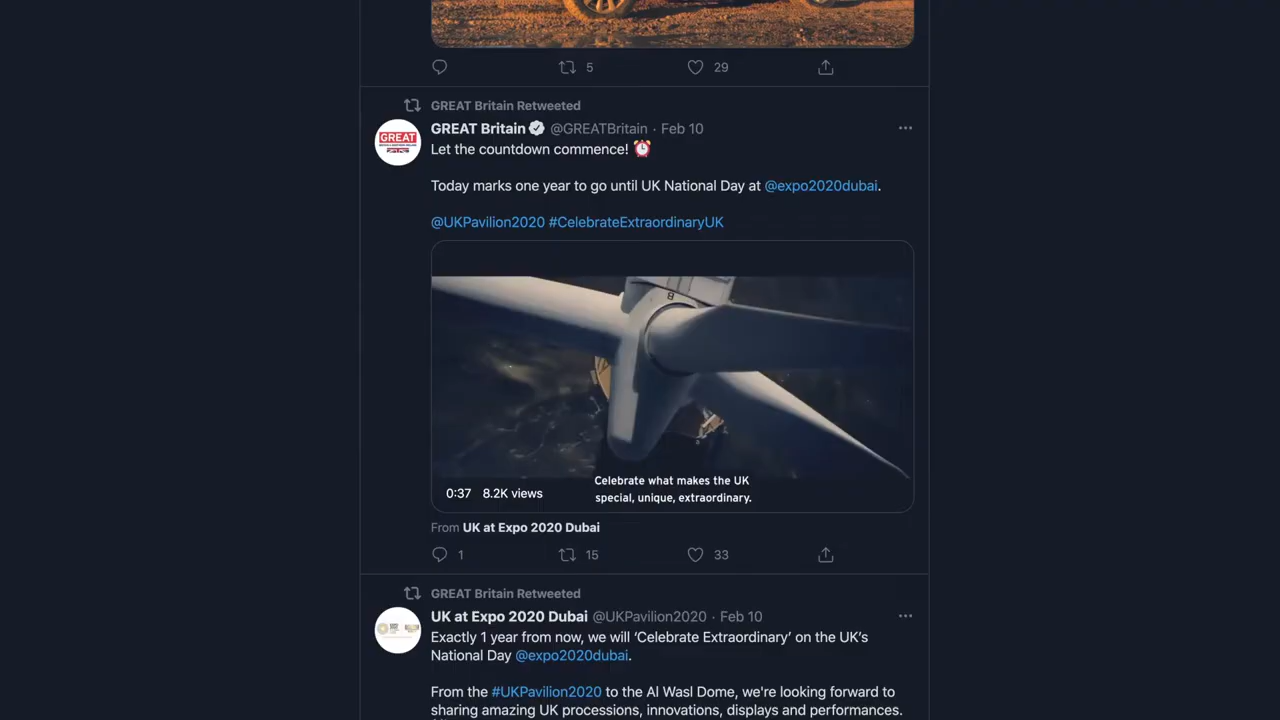 5 29
GREAT Britain Retweeted
GREAT Britain @GREATBritain · Feb 10
Let the countdown commence! ⏰
Today marks one year to go until UK National Day at @expo2020dubai.
@UKPavilion2020 #CelebrateExtraordinaryUK
GREAT
8
Celebrate what makes the UK
special, unique, extraordinary.
0:37 8.2K views
From UK at Expo 2020 Dubai
1 15 33
GREAT Britain Retweeted
UK at Expo 2020 Dubai @UKPavilion2020 · Feb 10
Exactly 1 year from now, we will ‘Celebrate Extraordinary’ on the UK’s
National Day @expo2020dubai.
From the #UKPavilion2020 to the Al Wasl Dome, we're looking forward to
sharing amazing UK processions, innovations, displays and performances.